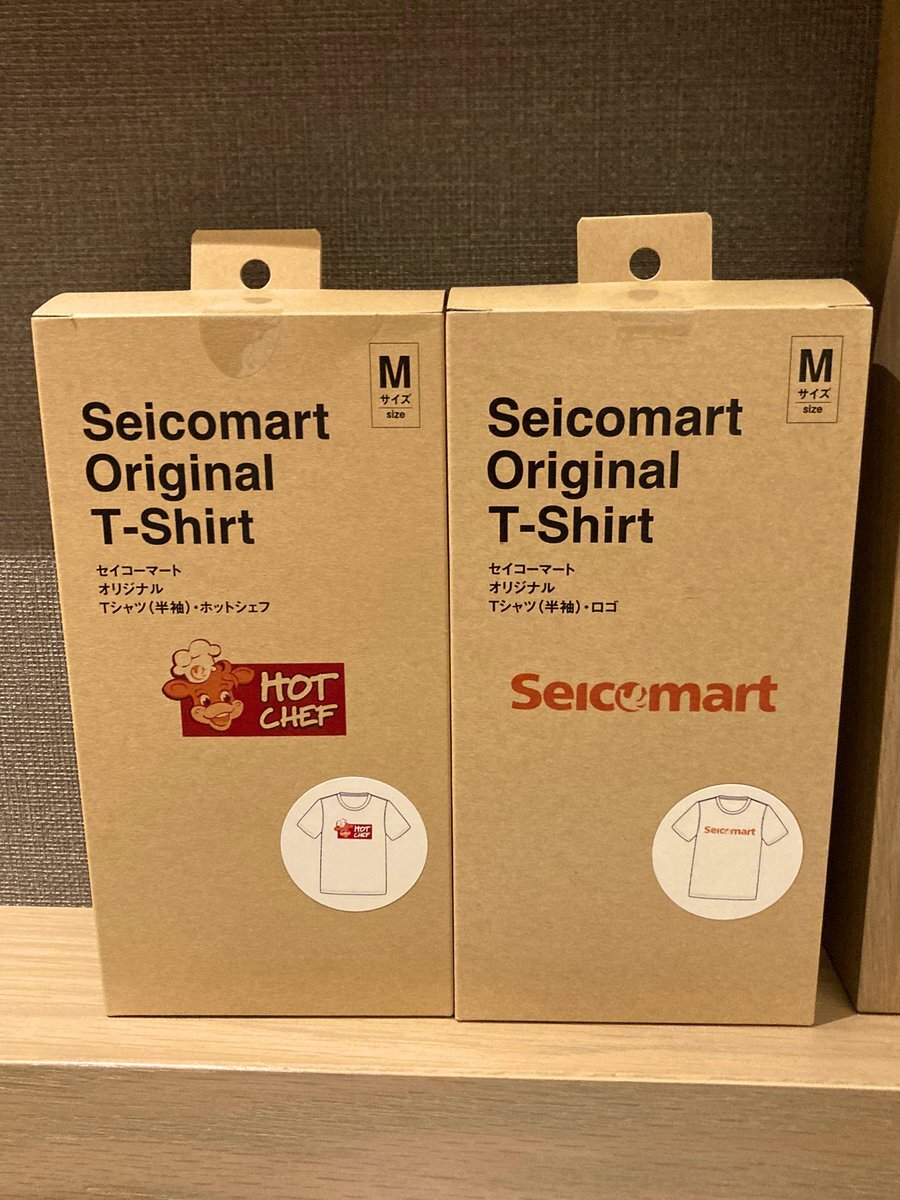 M
サイズ
size
Seicomart
Original
T-Shirt
セイコーマート
オリジナル
Tシャツ(半袖)・ホットシェフ
HOT
CHEF
HOT
CHEF
M
サイズ
size
Seicomart
Original
T-Shirt
セイコーマート
オリジナル
Tシャツ(半袖)・ロゴ
Seicomart
Seicomart